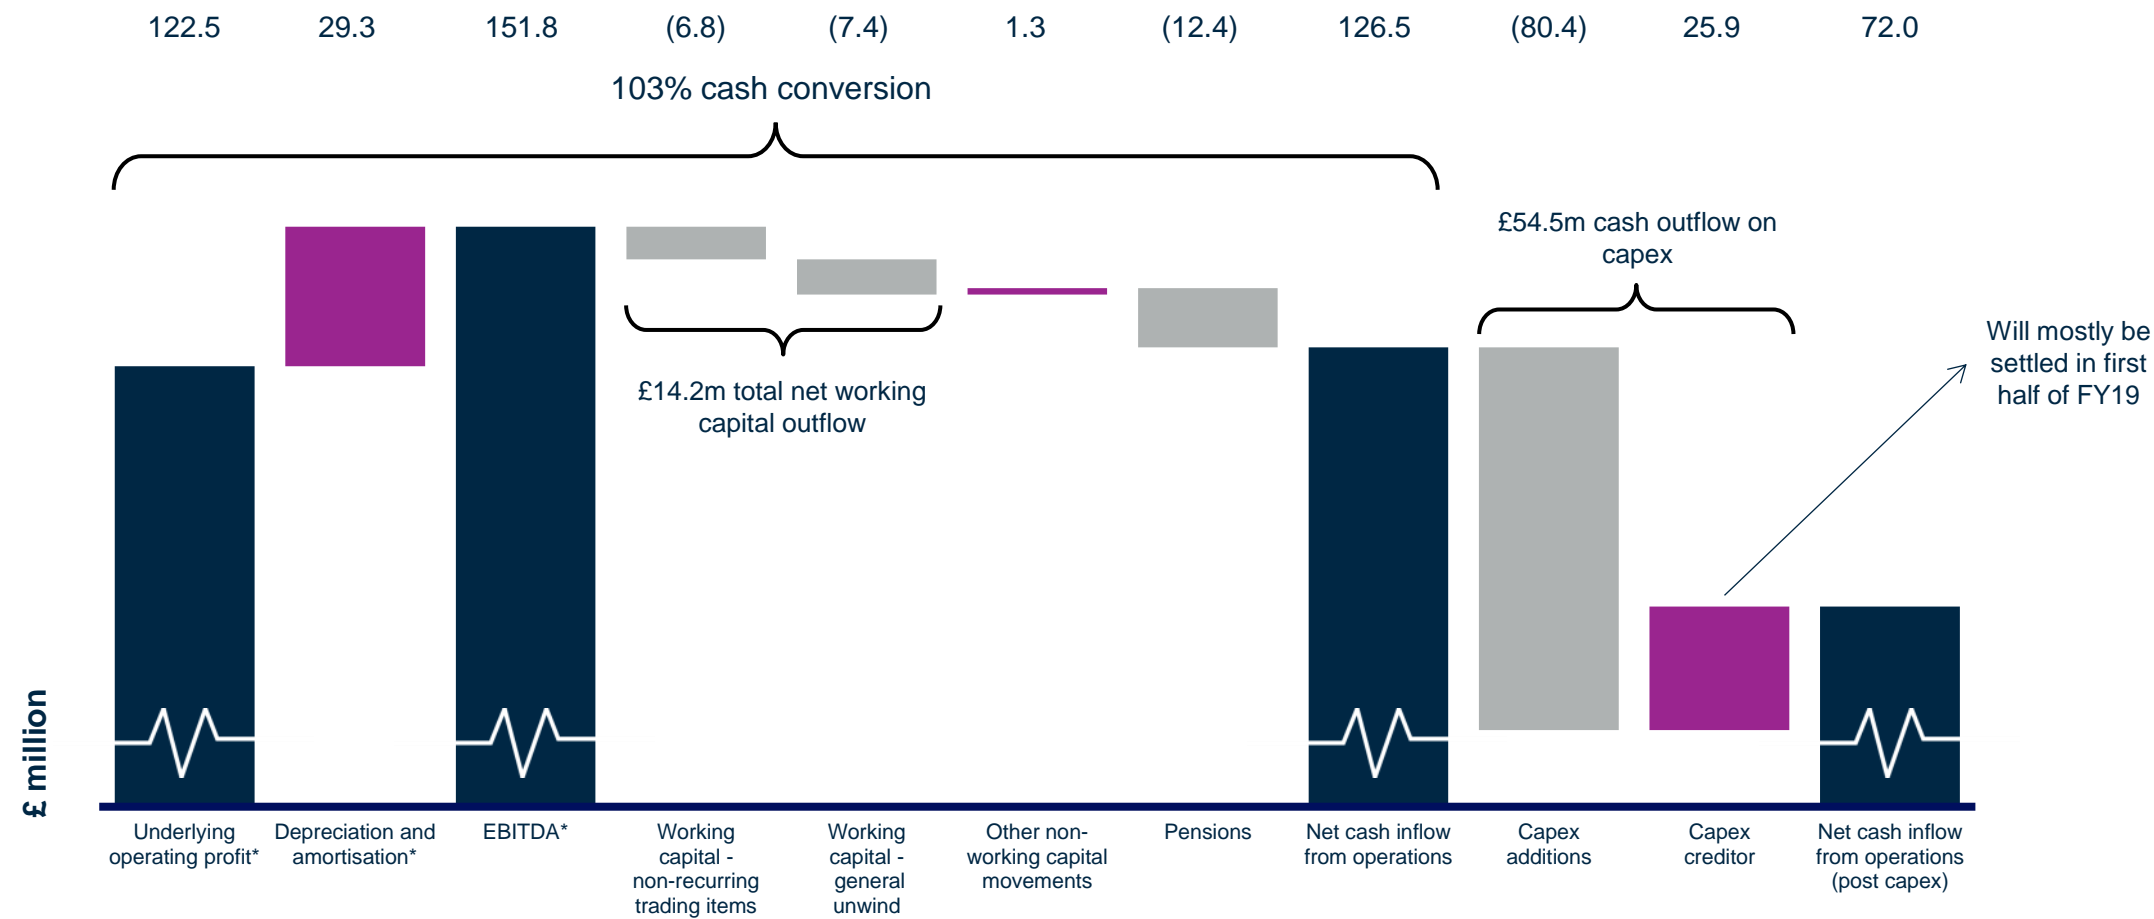 122.5 29.3 151.8 (6.8) (7.4) 1.3 (12.4) 126.5 (80.4) 25.9 72.0
103% cash conversion
£54.5m cash outflow on
capex
Will mostly be
settled in first
half of FY19
£14.2m total net working
capital outflow
£ million
Underlying
operating profit*
Depreciation and
amortisation*
EBITDA*
Working
capital -
non-recurring
trading items
Working
capital -
general
unwind
Other non-
working capital
movements
Pensions
Net cash inflow
from operations
Capex
additions
Capex
creditor
Net cash inflow
from operations
(post capex)